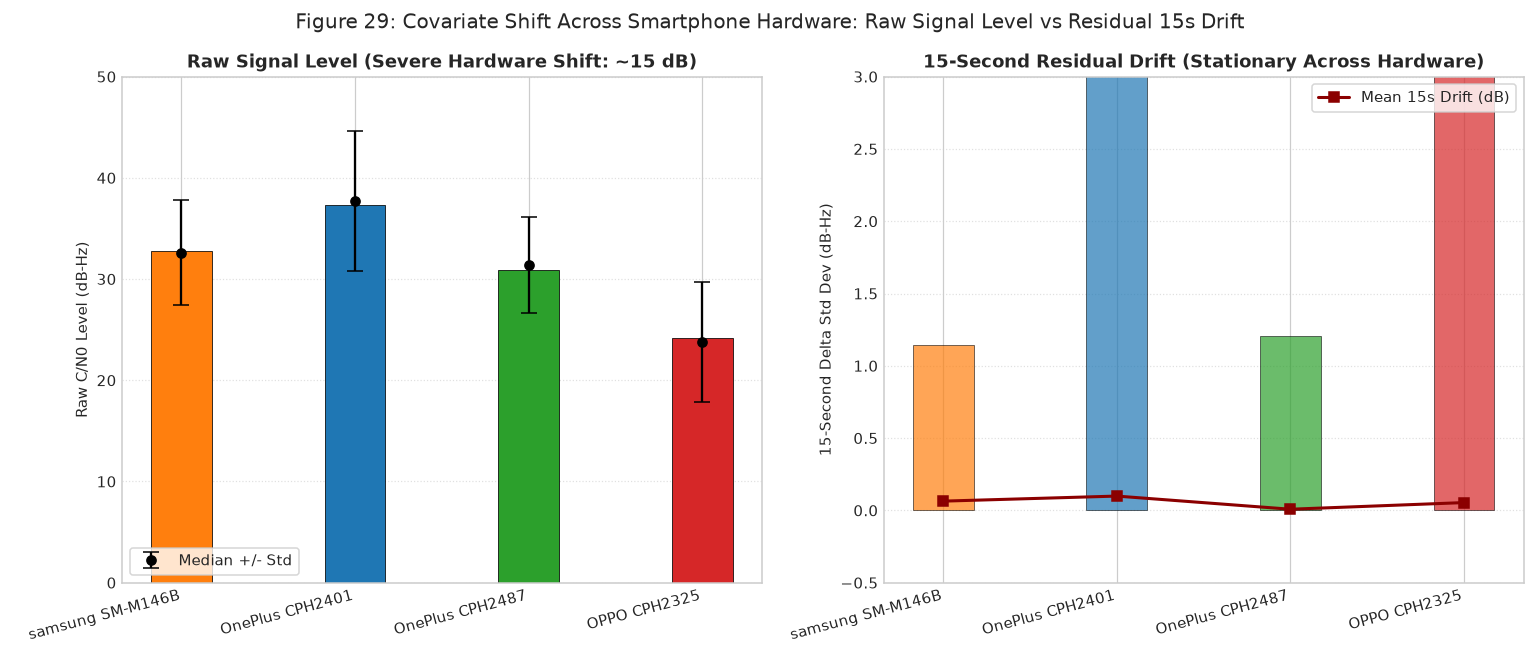 Figure 29: Covariate Shift Across Smartphone Hardware: Raw Signal Level vs Residual 15s Drift
Raw Signal Level (Severe Hardware Shift: ~15 dB)
50
40
30
20
10
0
Raw C/N0 Level (dB-Hz)
Median +/- Std
samsung SM-M146B
OnePlus CPH2401
OnePlus CPH2487
OPPO CPH2325
15-Second Residual Drift (Stationary Across Hardware)
3.0
2.5
2.0
1.5
1.0
0.5
0.0
−0.5
15-Second Delta Std Dev (dB-Hz)
Mean 15s Drift (dB)
samsung SM-M146B
OnePlus CPH2401
OnePlus CPH2487
OPPO CPH2325